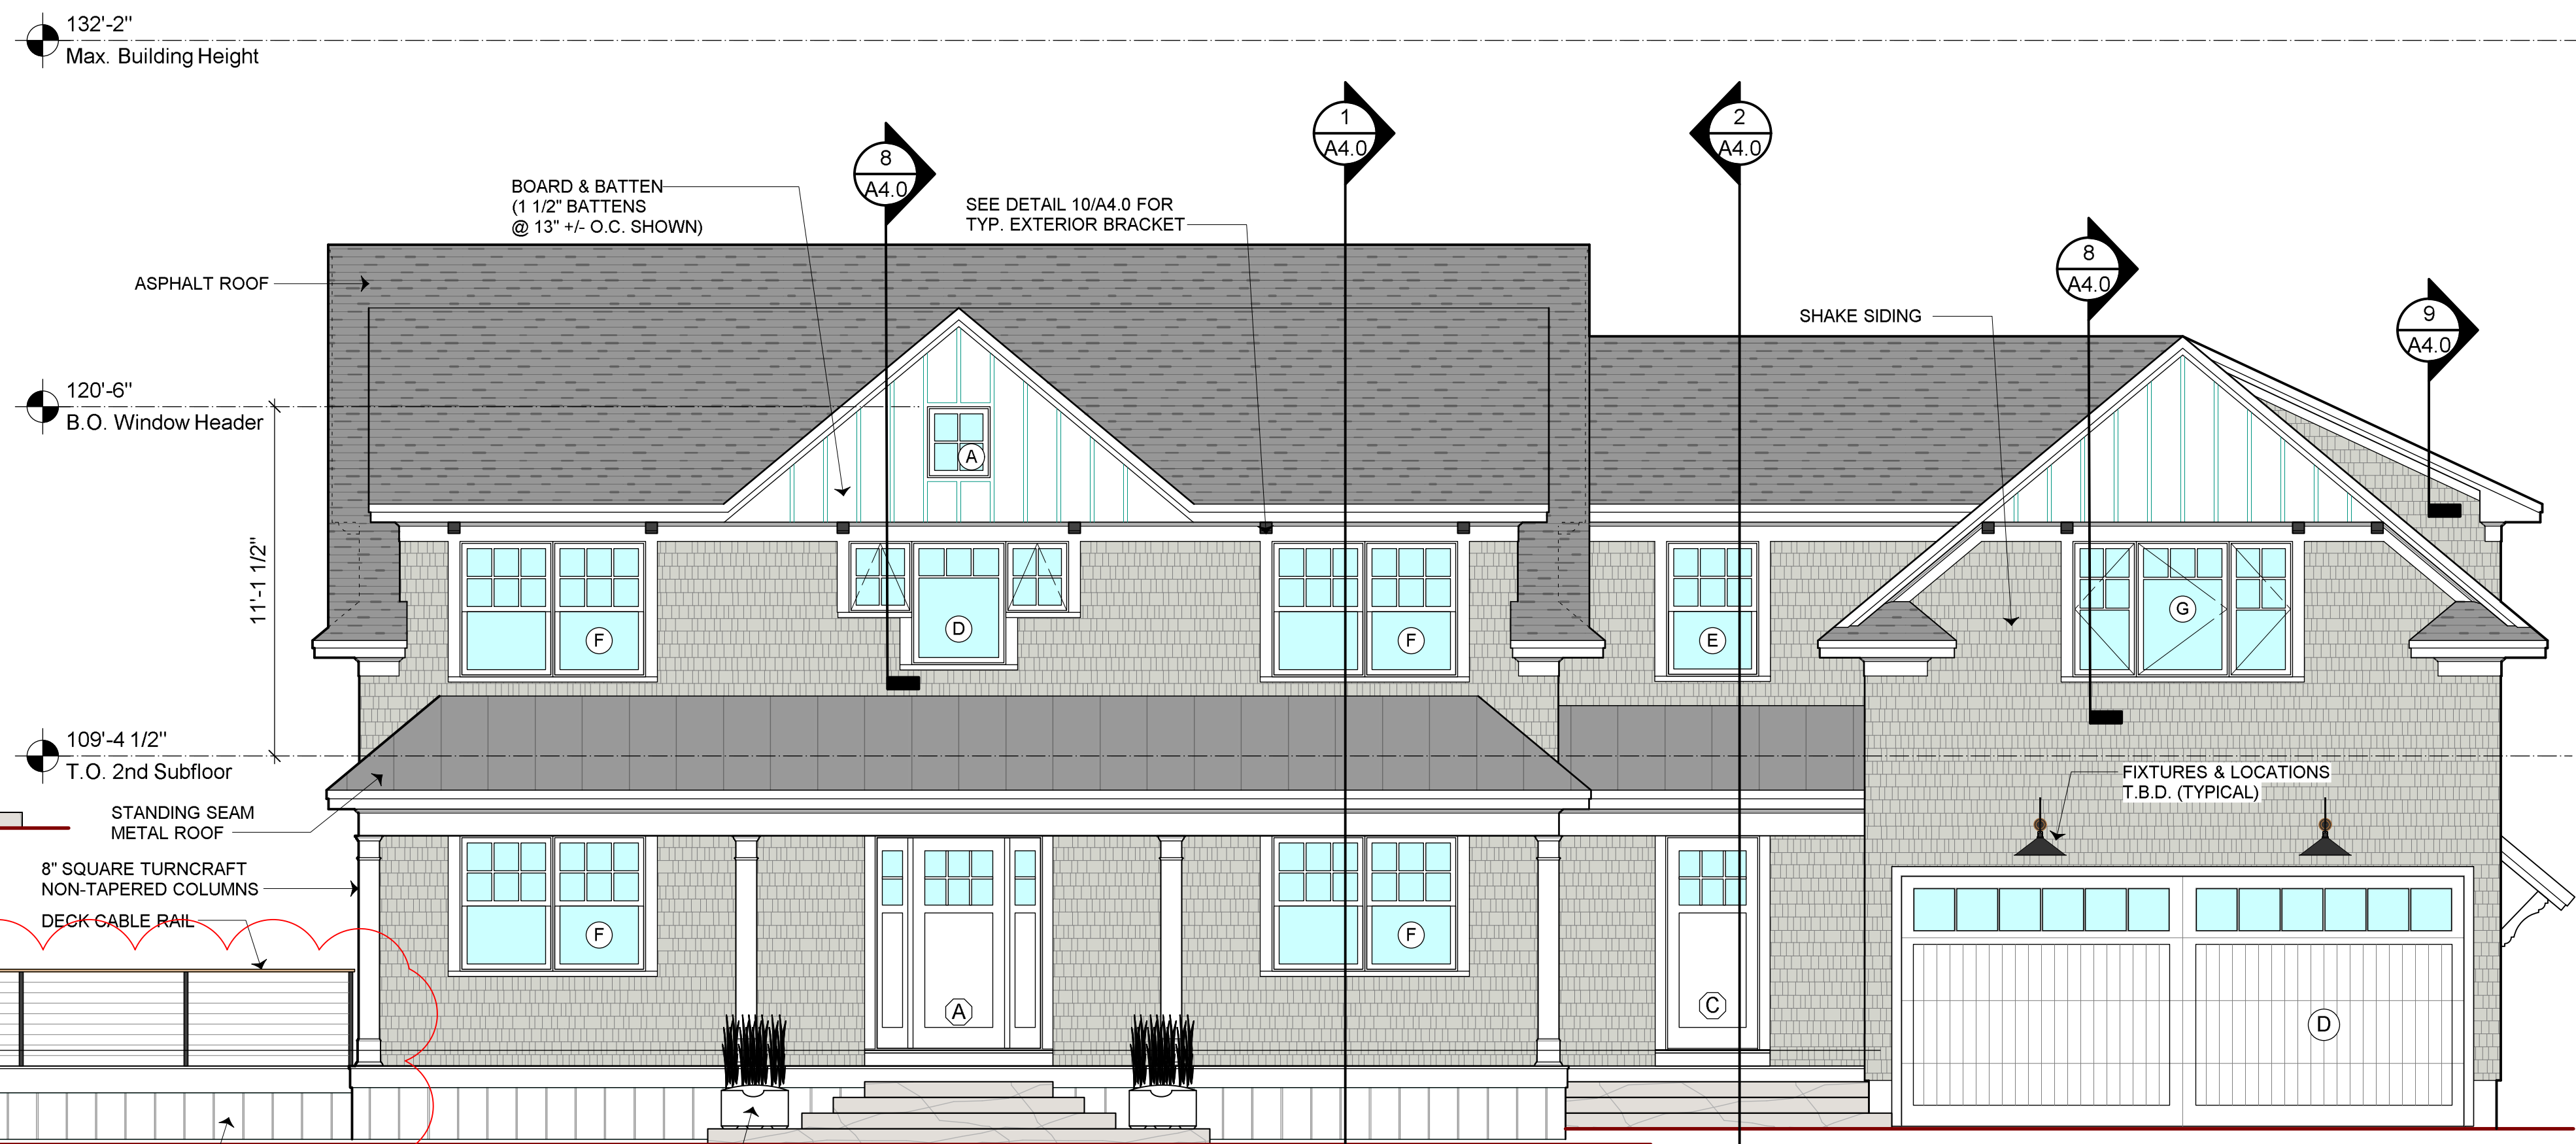 132'-2"
Max. Building Height
1
A4.0
2
A4.0
8
A4.0
BOARD & BATTEN
(1 1/2" BATTENS
@ 13" +/- O.C. SHOWN)
SEE DETAIL 10/A4.0 FOR
TYP. EXTERIOR BRACKET
8
A4.0
ASPHALT ROOF
SHAKE SIDING
9
A4.0
120'-6"
B.O. Window Header
A
11'-1 1/2"
F
D
F
E
G
109'-4 1/2"
T.O. 2nd Subfloor
FIXTURES & LOCATIONS
T.B.D. (TYPICAL)
STANDING SEAM
METAL ROOF
8" SQUARE TURNCRAFT
NON-TAPERED COLUMNS
DECK CABLE RAIL
F
F
A
C
D